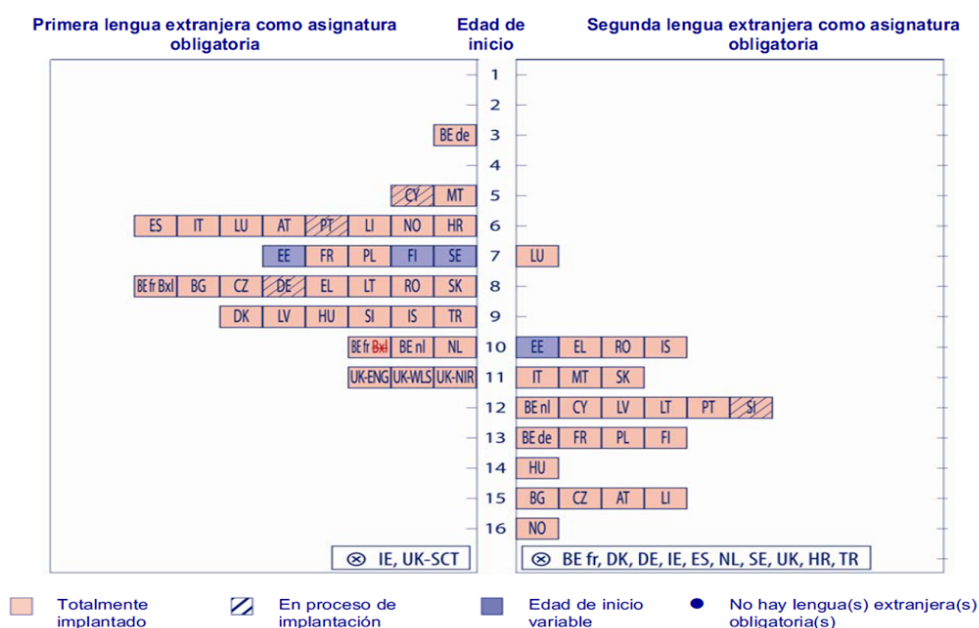 Primera lengua extranjera como asignatura obligatoria
Edad de inicio
Segunda lengua extranjera como asignatura obligatoria
1
2
BE de 3
4
CY MT 5
ES IT LU AT PT LI NO HR 6
EE FR PL FI SE 7 LU
BE fr Bxl BG CZ DE EL LT RO SK 8
DK LV HU SI IS TR 9
BE fr Bxl BE nl NL 10 EE EL RO IS
UK-ENG UK-WLS UK-NIR 11 IT MT SK
12 BE nl CY LV LT PT SI
13 BE de FR PL FI
14 HU
15 BG CZ AT LI
16 NO
⊗ IE, UK-SCT
⊗ BE fr, DK, DE, IE, ES, NL, SE, UK, HR, TR
Totalmente implantado
En proceso de implantación
Edad de inicio variable
No hay lengua(s) extranjera(s) obligatoria(s)